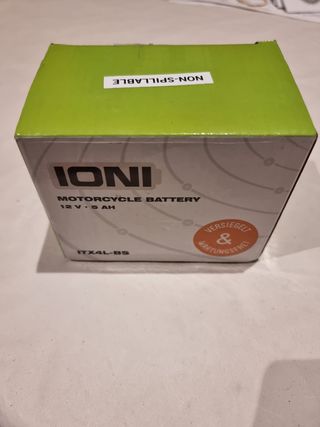 NON-SPILLABLE
IONI
MOTORCYCLE BATTERY
12 V · 5 AH
VERSIEGELT
&
WARTUNGSFREI
ITX4L-BS